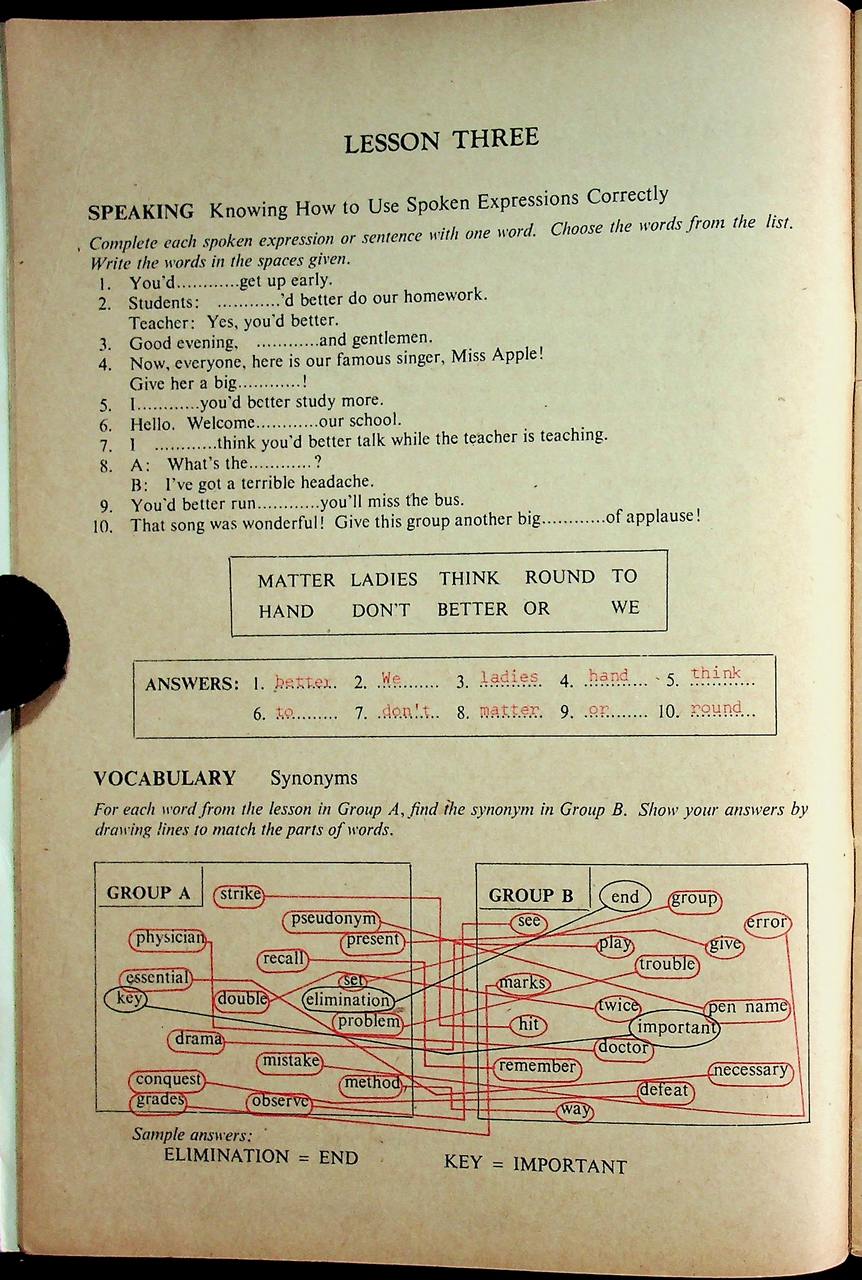 LESSON THREE
SPEAKING Knowing How to Use Spoken Expressions Correctly
Complete each spoken expression or sentence with one word. Choose the words from the list.
Write the words in the spaces given.
1. You'd............get up early.
2. Students: ............'d better do our homework.
Teacher: Yes, you'd better.
3. Good evening, ............and gentlemen.
4. Now, everyone, here is our famous singer, Miss Apple!
Give her a big............!
5. I............you'd better study more.
6. Hello. Welcome............our school.
7. I ............think you'd better talk while the teacher is teaching.
8. A: What's the............?
B: I've got a terrible headache.
9. You'd better run............you'll miss the bus.
10. That song was wonderful! Give this group another big............of applause!
MATTER LADIES THINK ROUND TO
HAND DON'T BETTER OR WE
ANSWERS: 1. better 2. We 3. ladies 4. hand 5. think
6. to 7. don't 8. matter 9. or 10. round
VOCABULARY Synonyms
For each word from the lesson in Group A, find the synonym in Group B. Show your answers by
drawing lines to match the parts of words.
GROUP A
strike
pseudonym
physician
present
recall
essential
set
key
double
elimination
problem
drama
mistake
conquest
method
grades
observe
GROUP B
end
group
see
error
play
give
trouble
marks
twice
pen name
hit
important
doctor
remember
necessary
defeat
way
Sample answers:
ELIMINATION = END
KEY = IMPORTANT